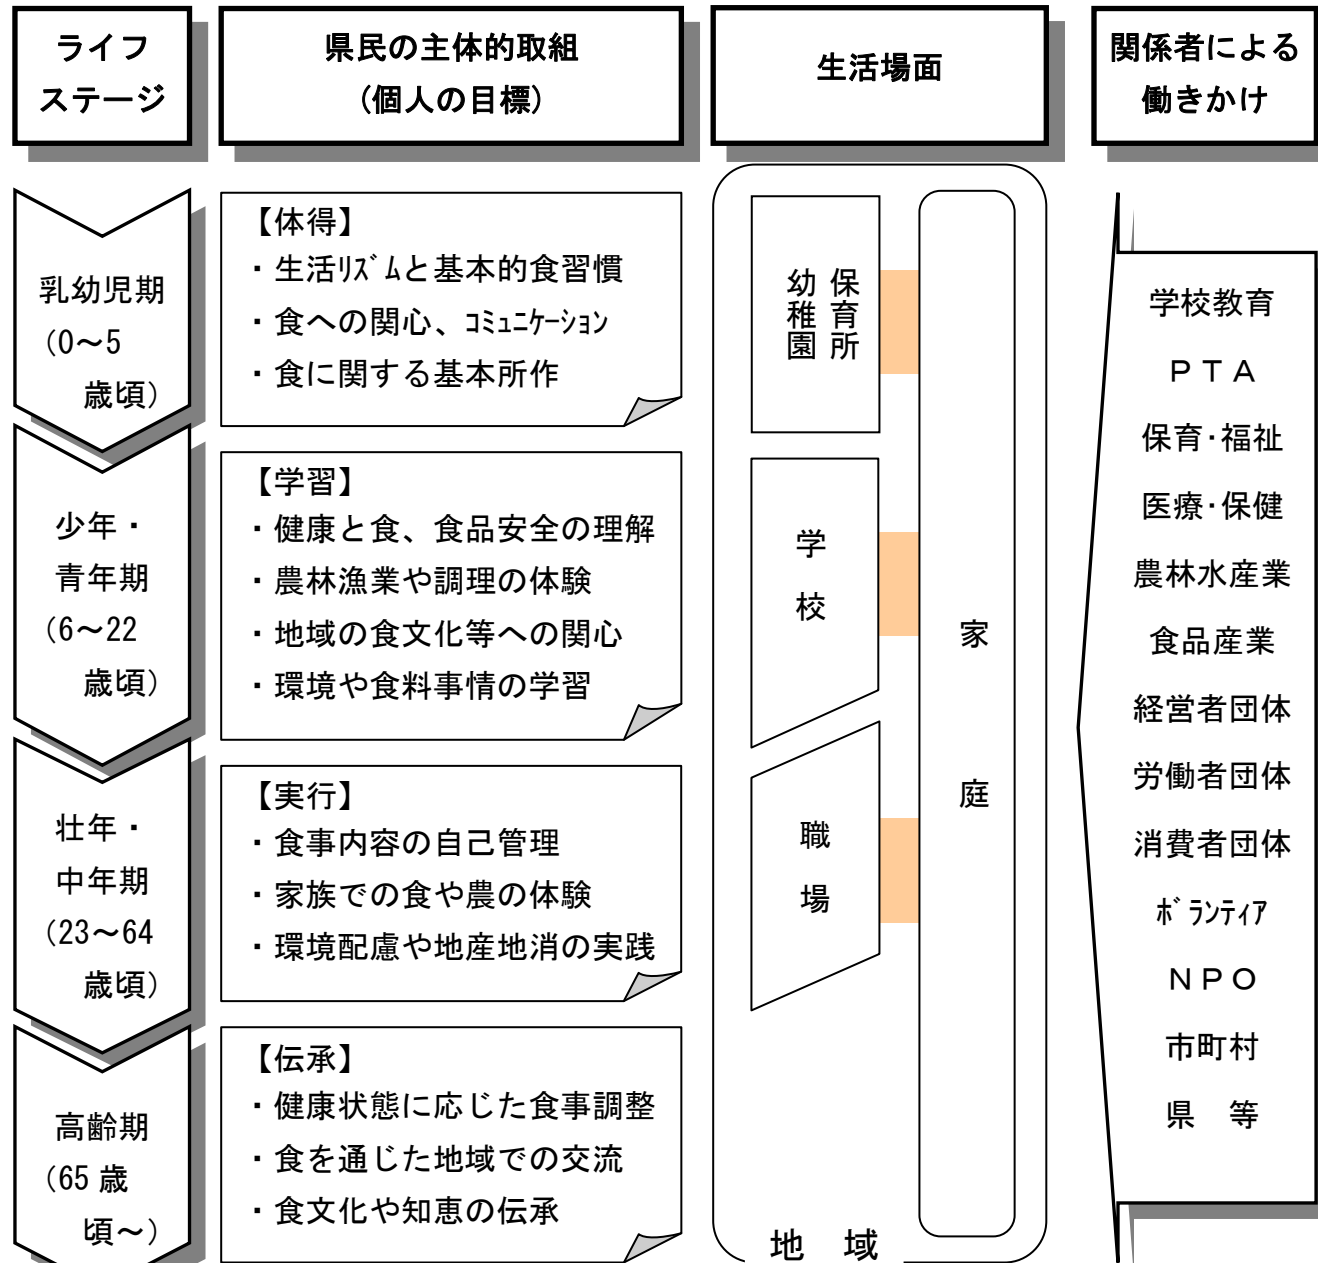 ライフ
ステージ
県民の主体的取組
(個人の目標)
生活場面
関係者による
働きかけ
乳幼児期
(0～5
歳頃)
【体得】
・生活ﾘｽﾞﾑと基本的食習慣
・食への関心、ｺﾐｭﾆｹｰｼｮﾝ
・食に関する基本所作
少年・
青年期
(6～22
歳頃)
【学習】
・健康と食、食品安全の理解
・農林漁業や調理の体験
・地域の食文化等への関心
・環境や食料事情の学習
壮年・
中年期
(23～64
歳頃)
【実行】
・食事内容の自己管理
・家族での食や農の体験
・環境配慮や地産地消の実践
高齢期
(65 歳
頃～)
【伝承】
・健康状態に応じた食事調整
・食を通じた地域での交流
・食文化や知恵の伝承
保育所
幼稚園
学校
職場
家庭
地　域
学校教育
ＰＴＡ
保育・福祉
医療・保健
農林水産業
食品産業
経営者団体
労働者団体
消費者団体
ﾎﾞﾗﾝﾃｨｱ
ＮＰＯ
市町村
県　等